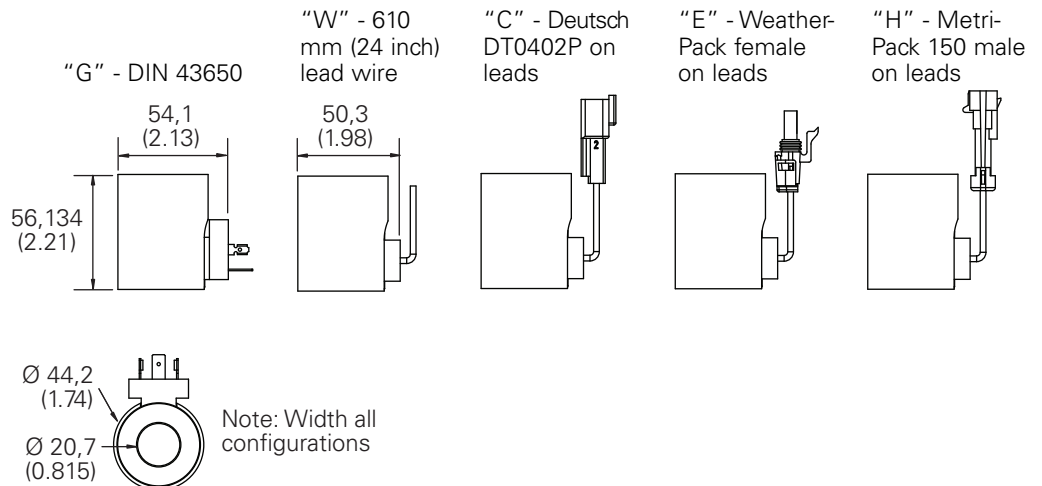 "G" - DIN 43650
"W" - 610
mm (24 inch)
lead wire
"C" - Deutsch
DT0402P on
leads
"E" - Weather-
Pack female
on leads
"H" - Metri-
Pack 150 male
on leads
54,1
(2.13)
50,3
(1.98)
56,134
(2.21)
2
Ø 44,2
(1.74)
Ø 20,7
(0.815)
Note: Width all
configurations